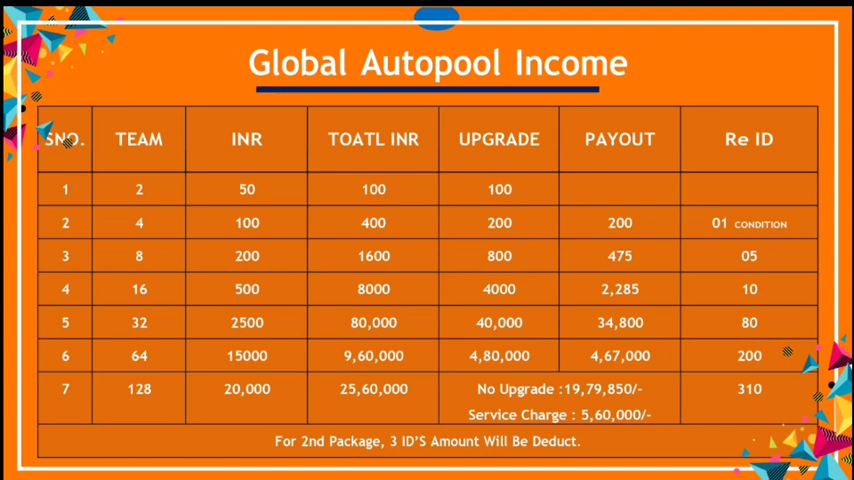 Global Autopool Income
SNO. TEAM INR TOATL INR UPGRADE PAYOUT Re ID
1 2 50 100 100
2 4 100 400 200 200 01 CONDITION
3 8 200 1600 800 475 05
4 16 500 8000 4000 2,285 10
5 32 2500 80,000 40,000 34,800 80
6 64 15000 9,60,000 4,80,000 4,67,000 200
7 128 20,000 25,60,000 No Upgrade :19,79,850/- 310
Service Charge : 5,60,000/-
For 2nd Package, 3 ID'S Amount Will Be Deduct.